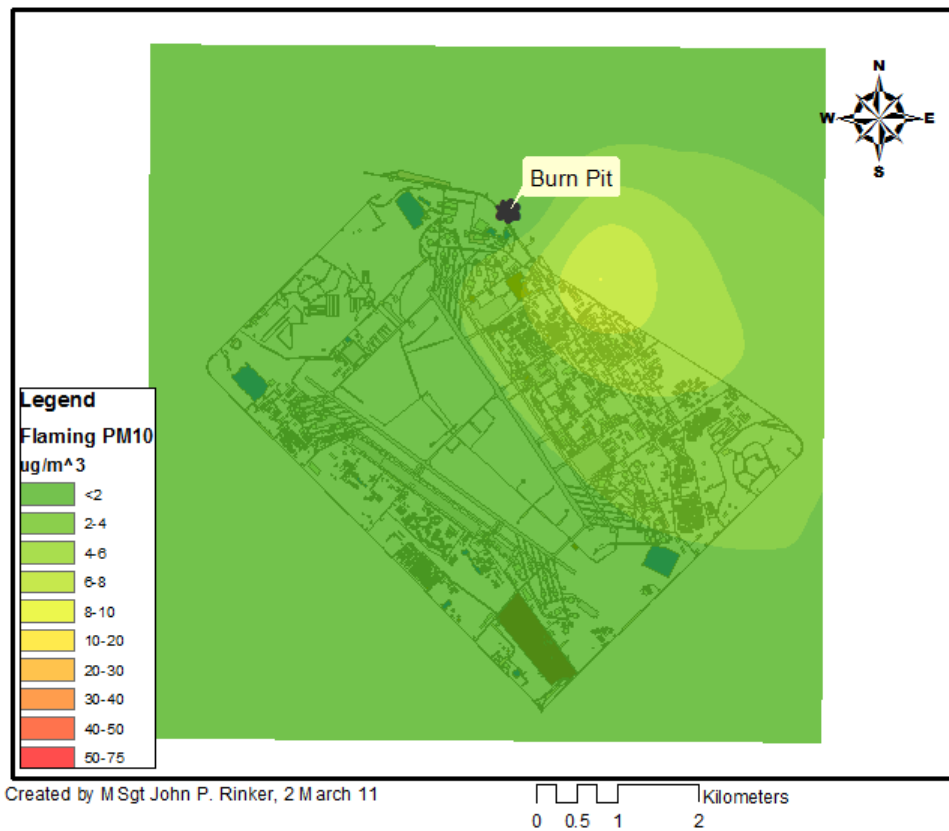 N
W E
S
Burn Pit
Legend
Flaming PM10
ug/m^3
<2
2-4
4-6
6-8
8-10
10-20
20-30
30-40
40-50
50-75
Created by MSgt John P. Rinker, 2 March 11
Kilometers
0 0.5 1 2